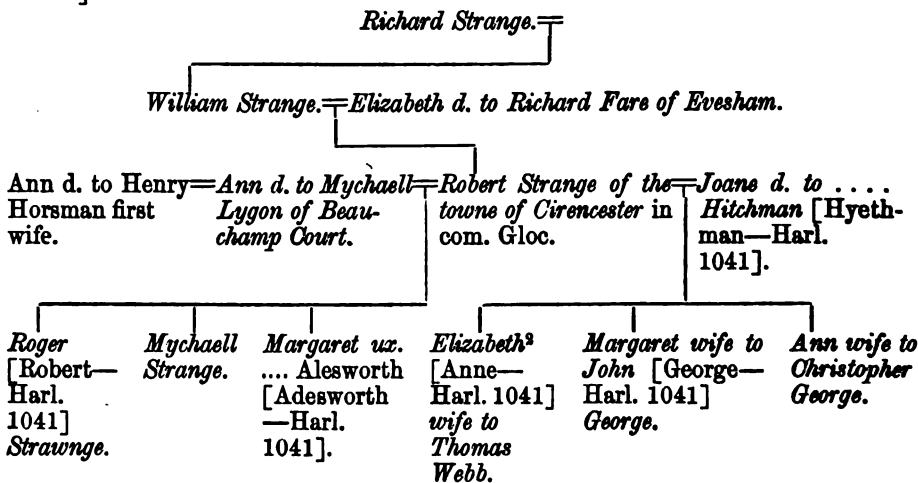 Richard Strange.
William Strange.=Elizabeth d. to Richard Fare of Evesham.
Ann d. to Henry=Ann d. to Mychaell=Robert Strange of the=Joane d. to ....
Horsman first Lygon of Beau- towne of Cirencester in Hitchman [Hyeth-
wife. champ Court. com. Gloc. man—Harl.
1041].
Roger Mychaell Margaret ux. Elizabeth² Margaret wife to Ann wife to
[Robert— Strange. .... Alesworth [Anne— John [George— Christopher
Harl. [Adesworth Harl. 1041] Harl. 1041] George.
1041] —Harl. wife to George.
Strawnge. 1041]. Thomas
Webb.